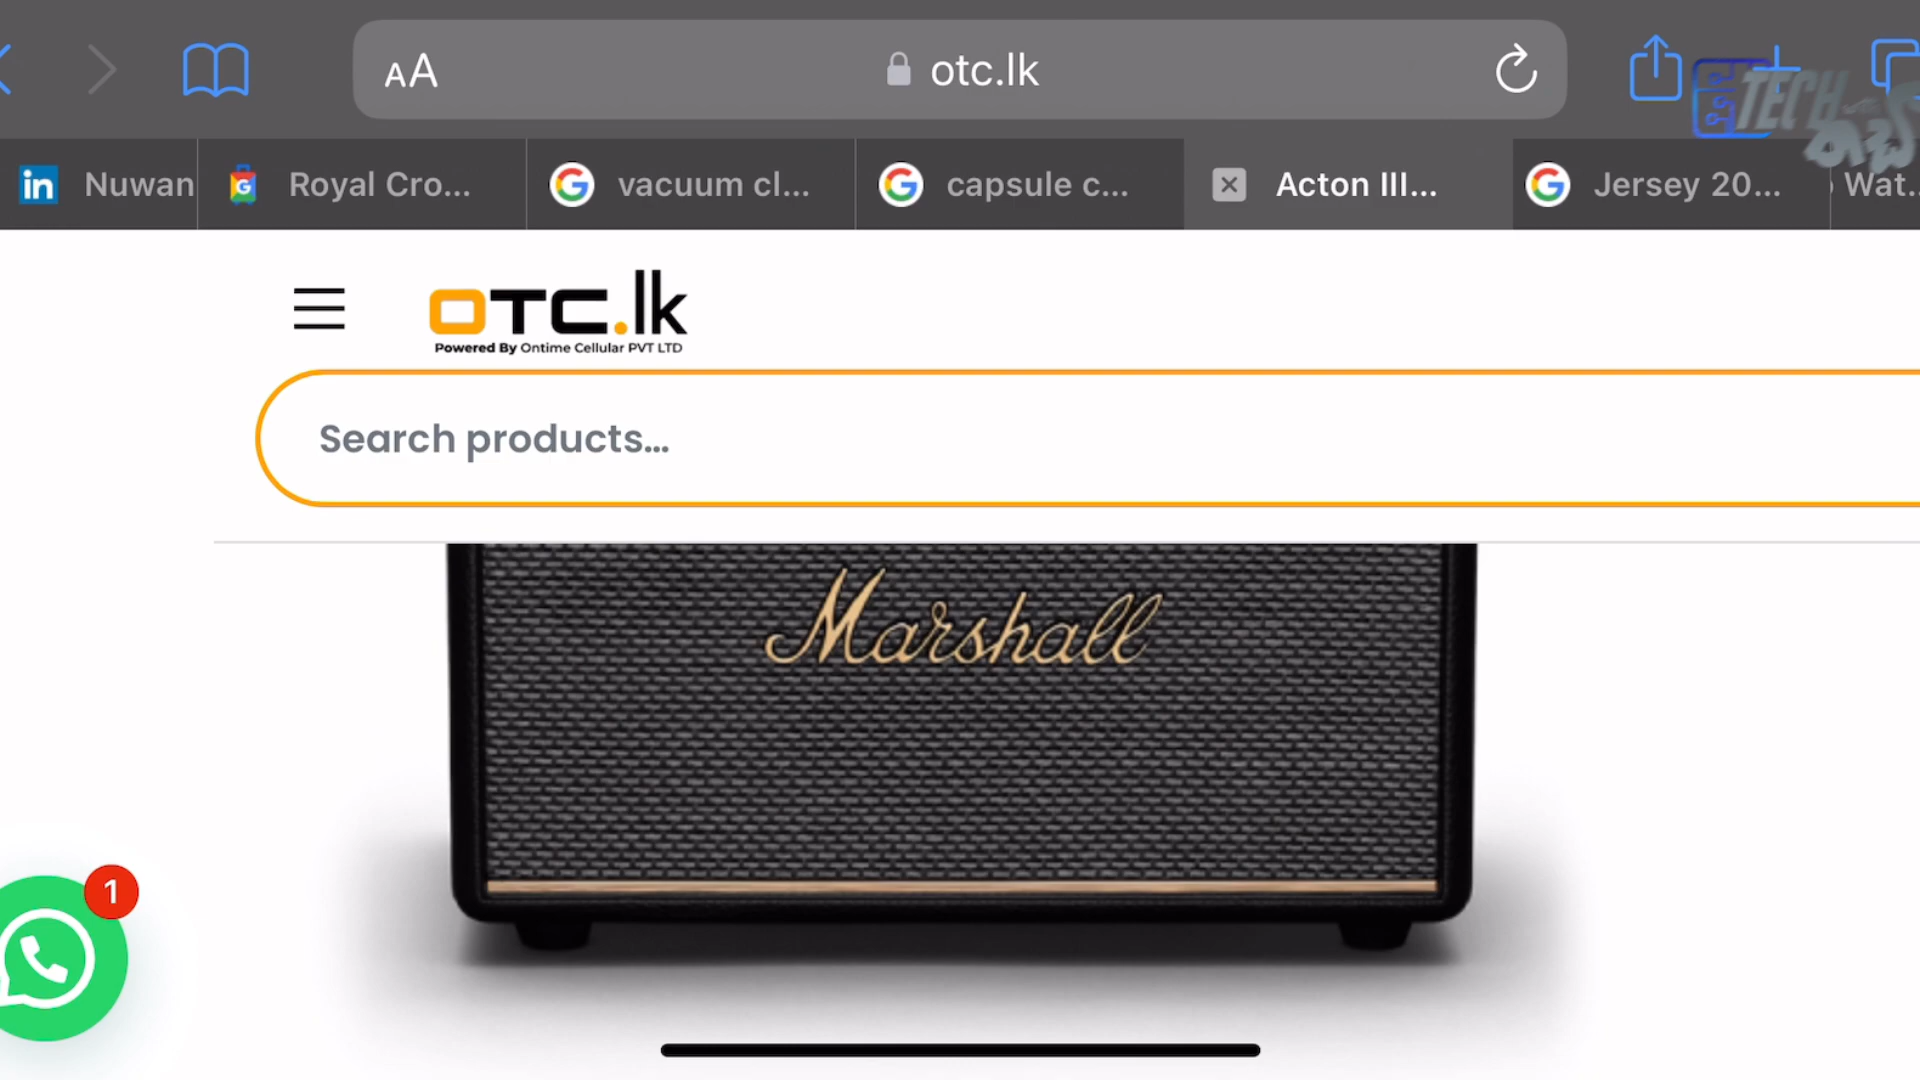 AA
otc.lk
TECH
Nuwan
Royal Cro...
vacuum cl...
capsule c...
Acton III...
Jersey 20...
Wat...
OTC.lk
Powered By Ontime Cellular PVT LTD
Search products...
Marshall
1